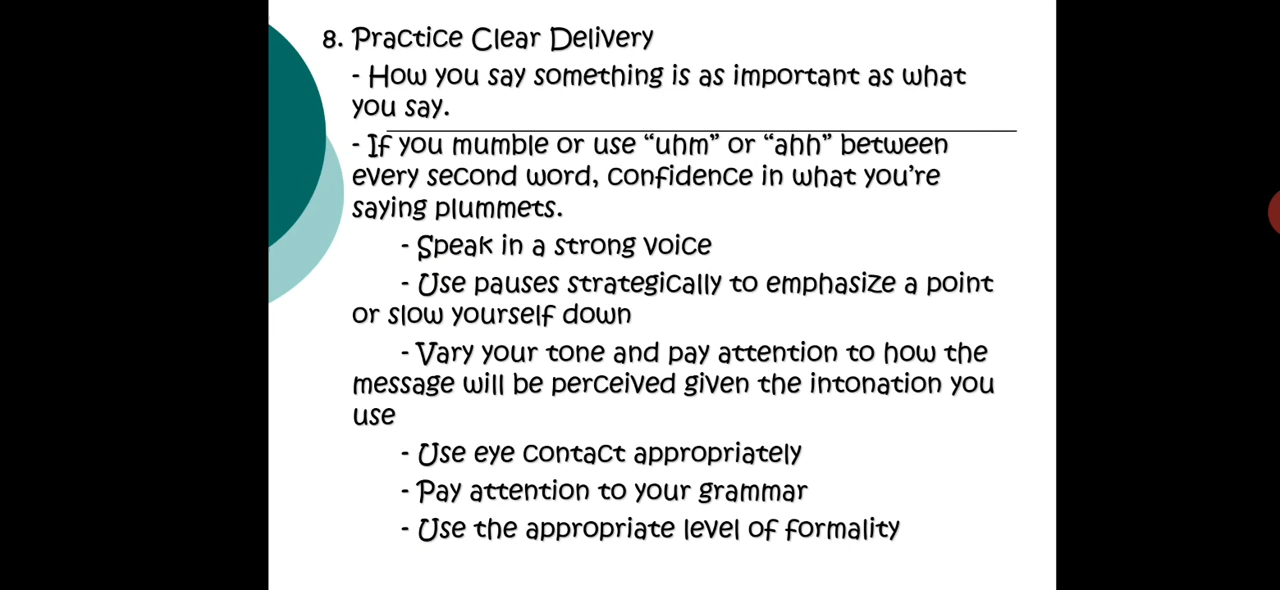 8. Practice Clear Delivery
- How you say something is as important as what
you say.
- If you mumble or use “uhm” or “ahh” between
every second word, confidence in what you’re
saying plummets.
- Speak in a strong voice
- Use pauses strategically to emphasize a point
or slow yourself down
- Vary your tone and pay attention to how the
message will be perceived given the intonation you
use
- Use eye contact appropriately
- Pay attention to your grammar
- Use the appropriate level of formality